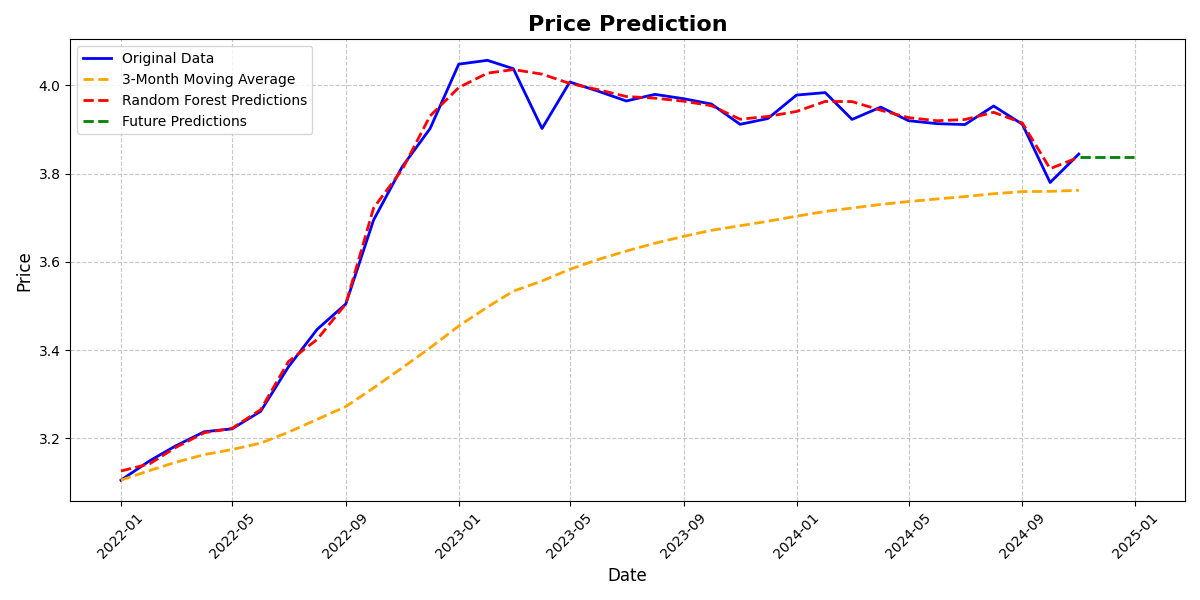 Price Prediction
Original Data
3-Month Moving Average
Random Forest Predictions
Future Predictions
Price
4.0
3.8
3.6
3.4
3.2
2022-01
2022-05
2022-09
2023-01
2023-05
2023-09
2024-01
2024-05
2024-09
2025-01
Date